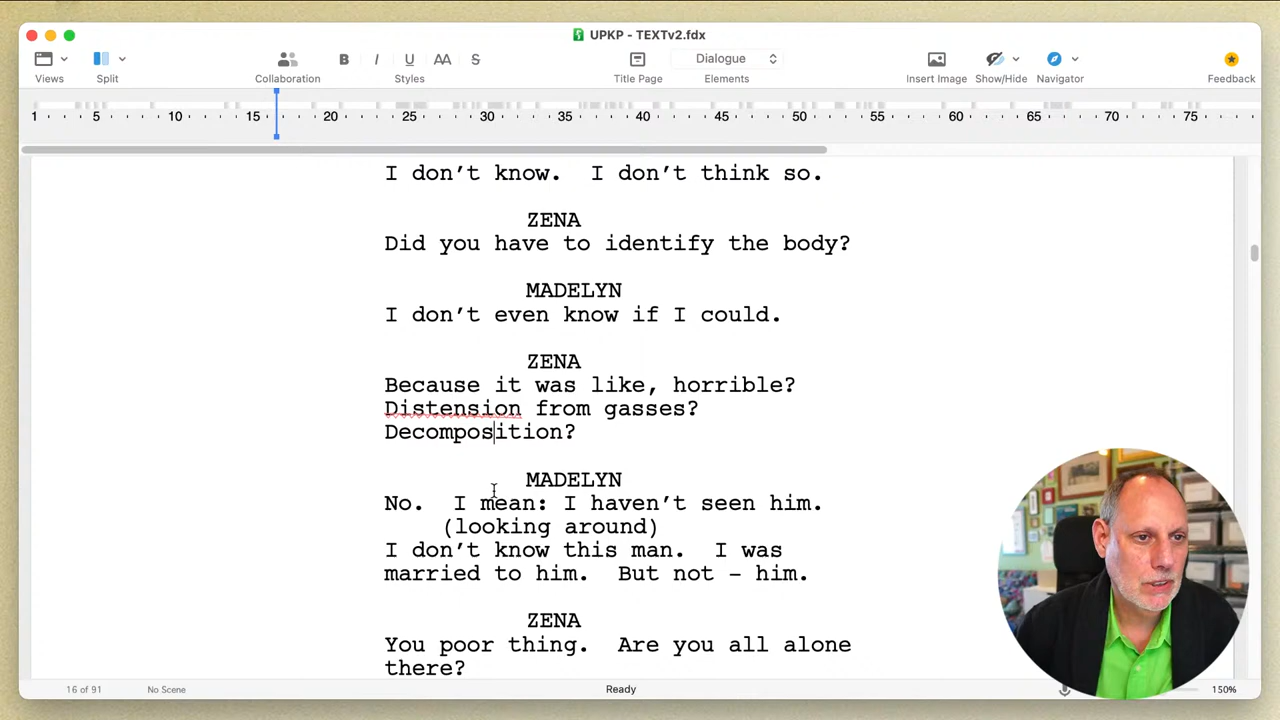 UPKP - TEXTv2.fdx
B I U AA S Dialogue
Views Split Collaboration Styles Title Page Elements Insert Image Show/Hide Navigator Feedback
1 5 10 15 20 25 30 35 40 45 50 55 60 65 70 75
I don’t know.  I don’t think so.
ZENA
Did you have to identify the body?
MADELYN
I don’t even know if I could.
ZENA
Because it was like, horrible?
Distension from gasses?
Decomposition?
MADELYN
No.  I mean: I haven’t seen him.
(looking around)
I don’t know this man.  I was
married to him.  But not – him.
ZENA
You poor thing.  Are you all alone
there?
16 of 91 No Scene Ready 150%